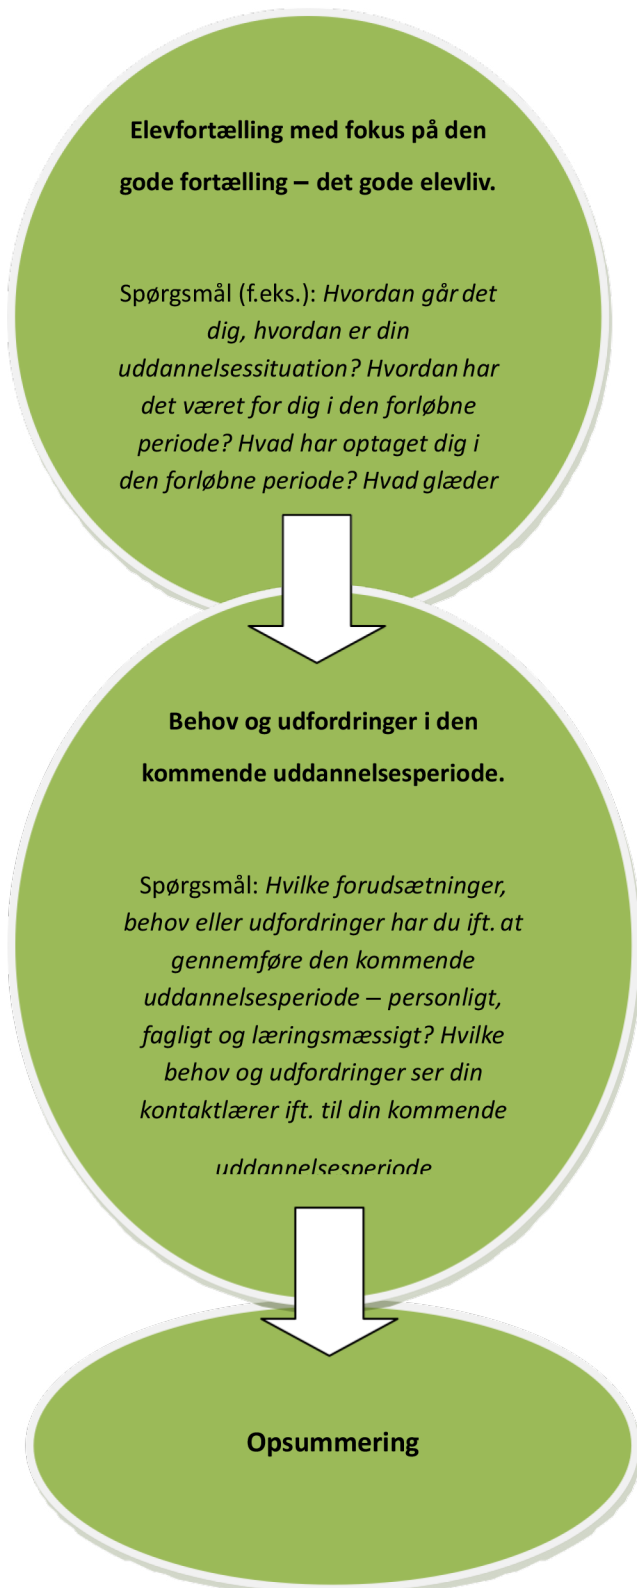 Elevfortælling med fokus på den
gode fortælling – det gode elevliv.
Spørgsmål (f.eks.): Hvordan går det
dig, hvordan er din
uddannelsessituation? Hvordan har
det været for dig i den forløbne
periode? Hvad har optaget dig i
den forløbne periode? Hvad glæder
Behov og udfordringer i den
kommende uddannelsesperiode.
Spørgsmål: Hvilke forudsætninger,
behov eller udfordringer har du ift. at
gennemføre den kommende
uddannelsesperiode – personligt,
fagligt og læringsmæssigt? Hvilke
behov og udfordringer ser din
kontaktlærer ift. til din kommende
uddannelsesperiode
Opsummering